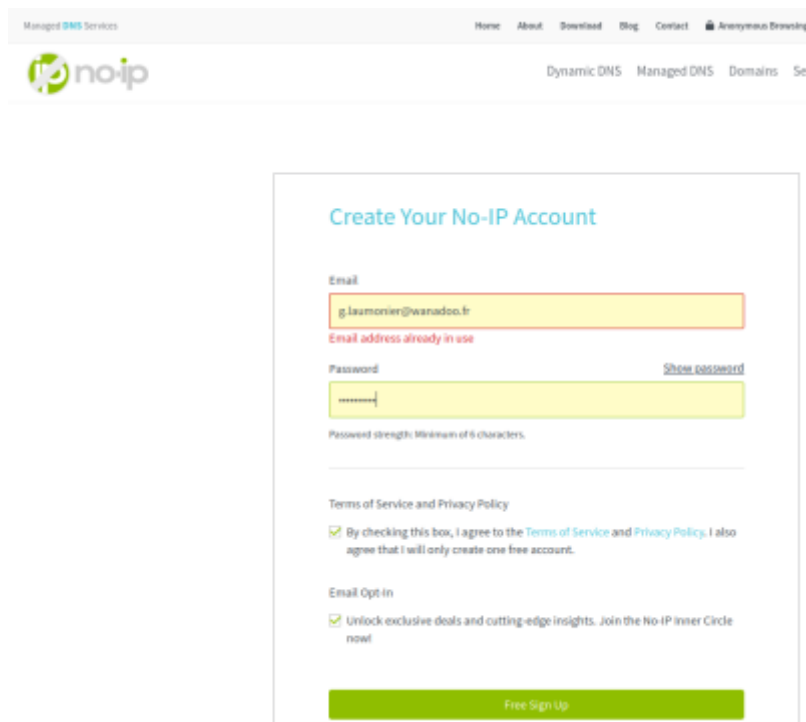 Managed DNS Services
Home About Download Blog Contact Anonymous Browsing
no-ip
Dynamic DNS Managed DNS Domains Se
Create Your No-IP Account
Email
g.laumonier@wanadoo.fr
Email address already in use
Password Show password
Password strength: Minimum of 6 characters.
Terms of Service and Privacy Policy
By checking this box, I agree to the Terms of Service and Privacy Policy. I also
agree that I will only create one free account.
Email Opt-In
Unlock exclusive deals and cutting-edge insights. Join the No-IP Inner Circle
now!
Free Sign Up